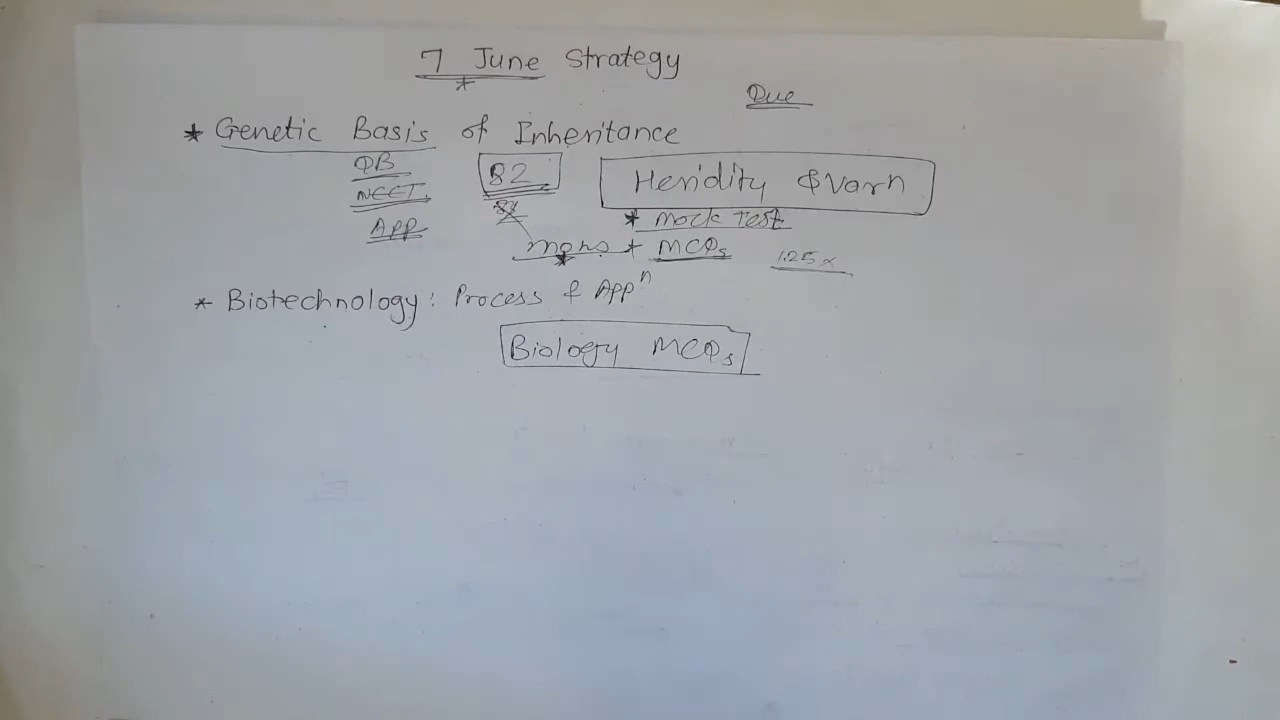 7 June Strategy
Due
* Genetic Basis of Inheritance
QB
82
Heridity & Varn
NEET
APP
* mock Test
+ MCQs
1.25x
* Biotechnology: Process & Appn
Biology MCQs